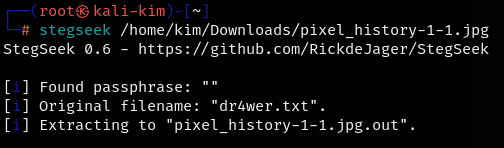 ┌──(root㉿kali-kim)-[~]
└─# stegseek /home/kim/Downloads/pixel_history-1-1.jpg
StegSeek 0.6 - https://github.com/RickdeJager/StegSeek
[i] Found passphrase: ""
[i] Original filename: "dr4wer.txt".
[i] Extracting to "pixel_history-1-1.jpg.out".